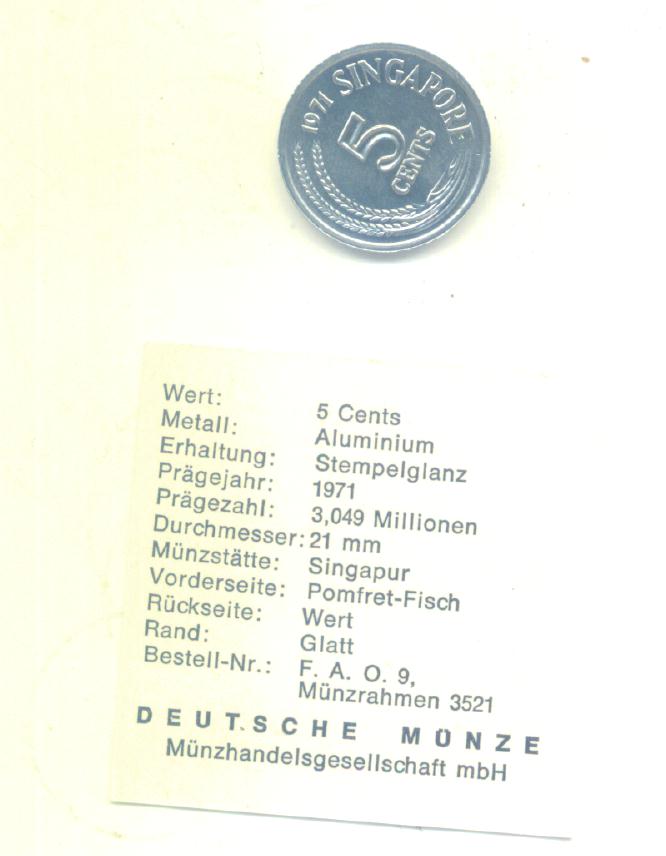 1971 SINGAPORE
5
CENTS
Wert: 5 Cents
Metall: Aluminium
Erhaltung: Stempelglanz
Prägejahr: 1971
Prägezahl: 3,049 Millionen
Durchmesser: 21 mm
Münzstätte: Singapur
Vorderseite: Pomfret-Fisch
Rückseite: Wert
Rand: Glatt
Bestell-Nr.: F. A. O. 9,
Münzrahmen 3521
DEUTSCHE MÜNZE
Münzhandelsgesellschaft mbH